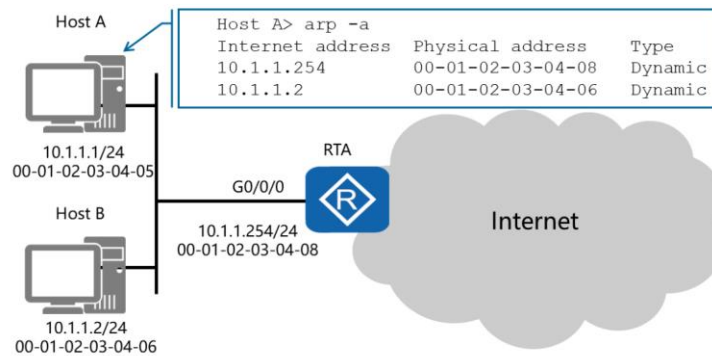 Host A
Host A> arp -a
Internet address Physical address Type
10.1.1.254 00-01-02-03-04-08 Dynamic
10.1.1.2 00-01-02-03-04-06 Dynamic
10.1.1.1/24
00-01-02-03-04-05
RTA
G0/0/0
R
Host B
10.1.1.254/24
00-01-02-03-04-08
Internet
10.1.1.2/24
00-01-02-03-04-06